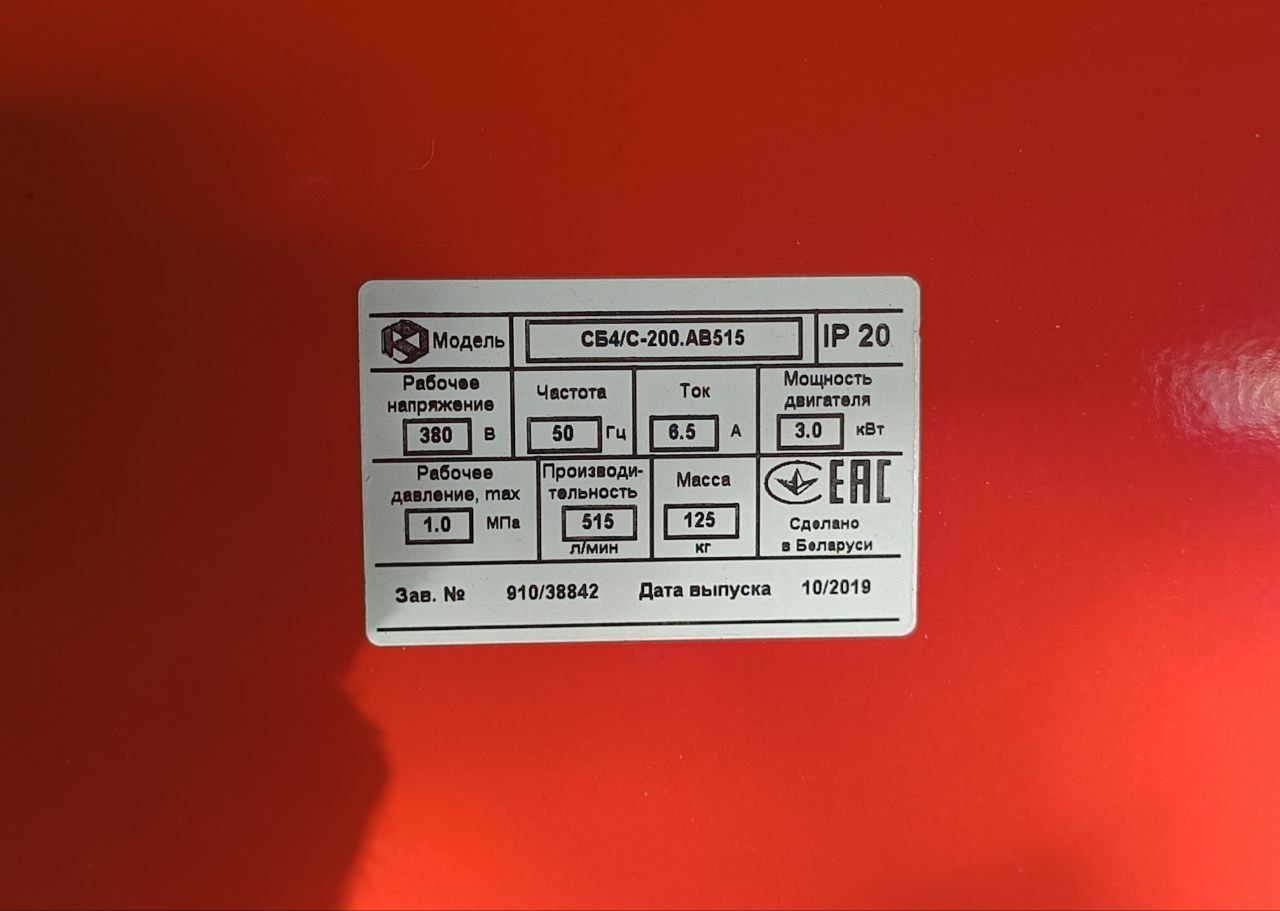 Модель СБ4/С-200.АВ515 IP 20
Рабочее напряжение 380 В
Частота 50 Гц
Ток 6.5 А
Мощность двигателя 3.0 кВт
Рабочее давление, max 1.0 МПа
Производи-
тельность 515 л/мин
Масса 125 кг
EAC
Сделано
в Беларуси
Зав. № 910/38842 Дата выпуска 10/2019